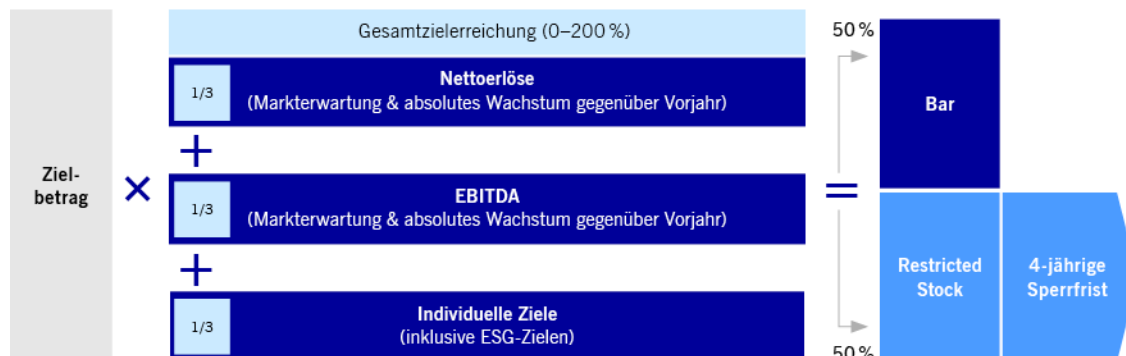 Gesamtzielerreichung (0–200 %)
50 %
1/3
Nettoerlöse
(Markterwartung & absolutes Wachstum gegenüber Vorjahr)
Bar
+
Ziel-
betrag
×
1/3
EBITDA
(Markterwartung & absolutes Wachstum gegenüber Vorjahr)
=
+
Restricted
Stock
4-jährige
Sperrfrist
1/3
Individuelle Ziele
(inklusive ESG-Zielen)
50 %